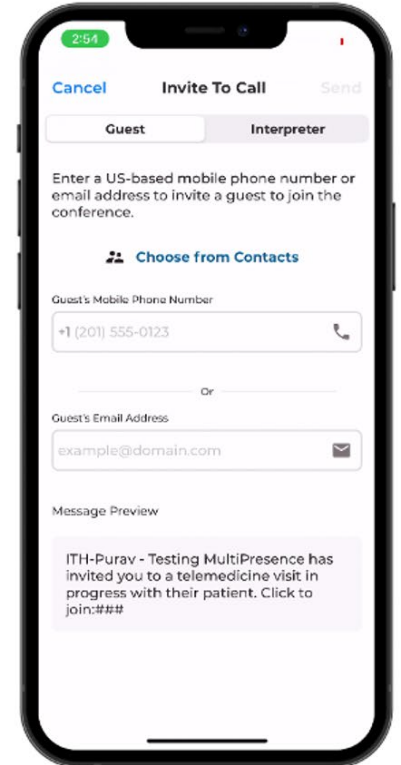 2:54
Cancel Invite To Call Send
Guest Interpreter
Enter a US-based mobile phone number or
email address to invite a guest to join the
conference.
Choose from Contacts
Guest's Mobile Phone Number
+1 (201) 555-0123
Or
Guest's Email Address
example@domain.com
Message Preview
ITH-Purav - Testing MultiPresence has
invited you to a telemedicine visit in
progress with their patient. Click to
join:###